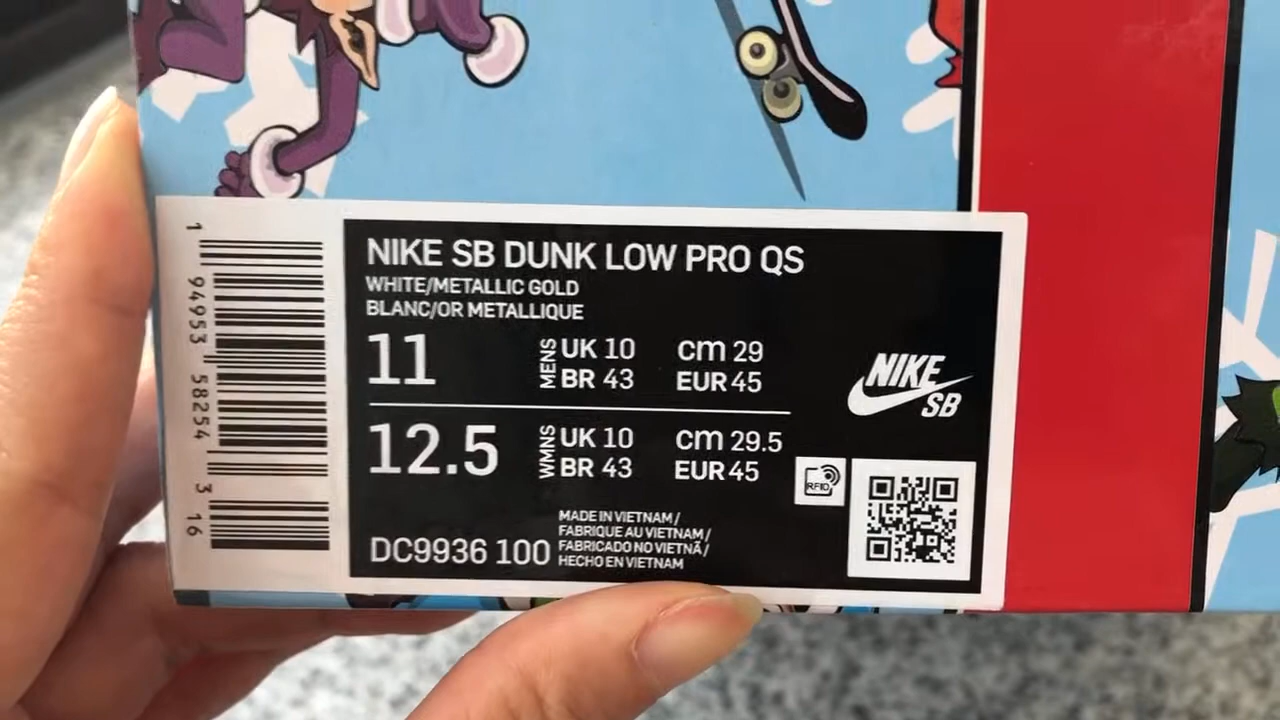 NIKE SB DUNK LOW PRO QS
WHITE/METALLIC GOLD
BLANC/OR METALLIQUE
11 MENS UK 10 CM 29
BR 43 EUR 45
12.5 WMNS UK 10 CM 29.5
BR 43 EUR 45
DC9936 100
MADE IN VIETNAM/
FABRIQUE AU VIETNAM/
FABRICADO NO VIETNÃ/
HECHO EN VIETNAM
NIKE
SB
RFID
1 94953 58254 3 16